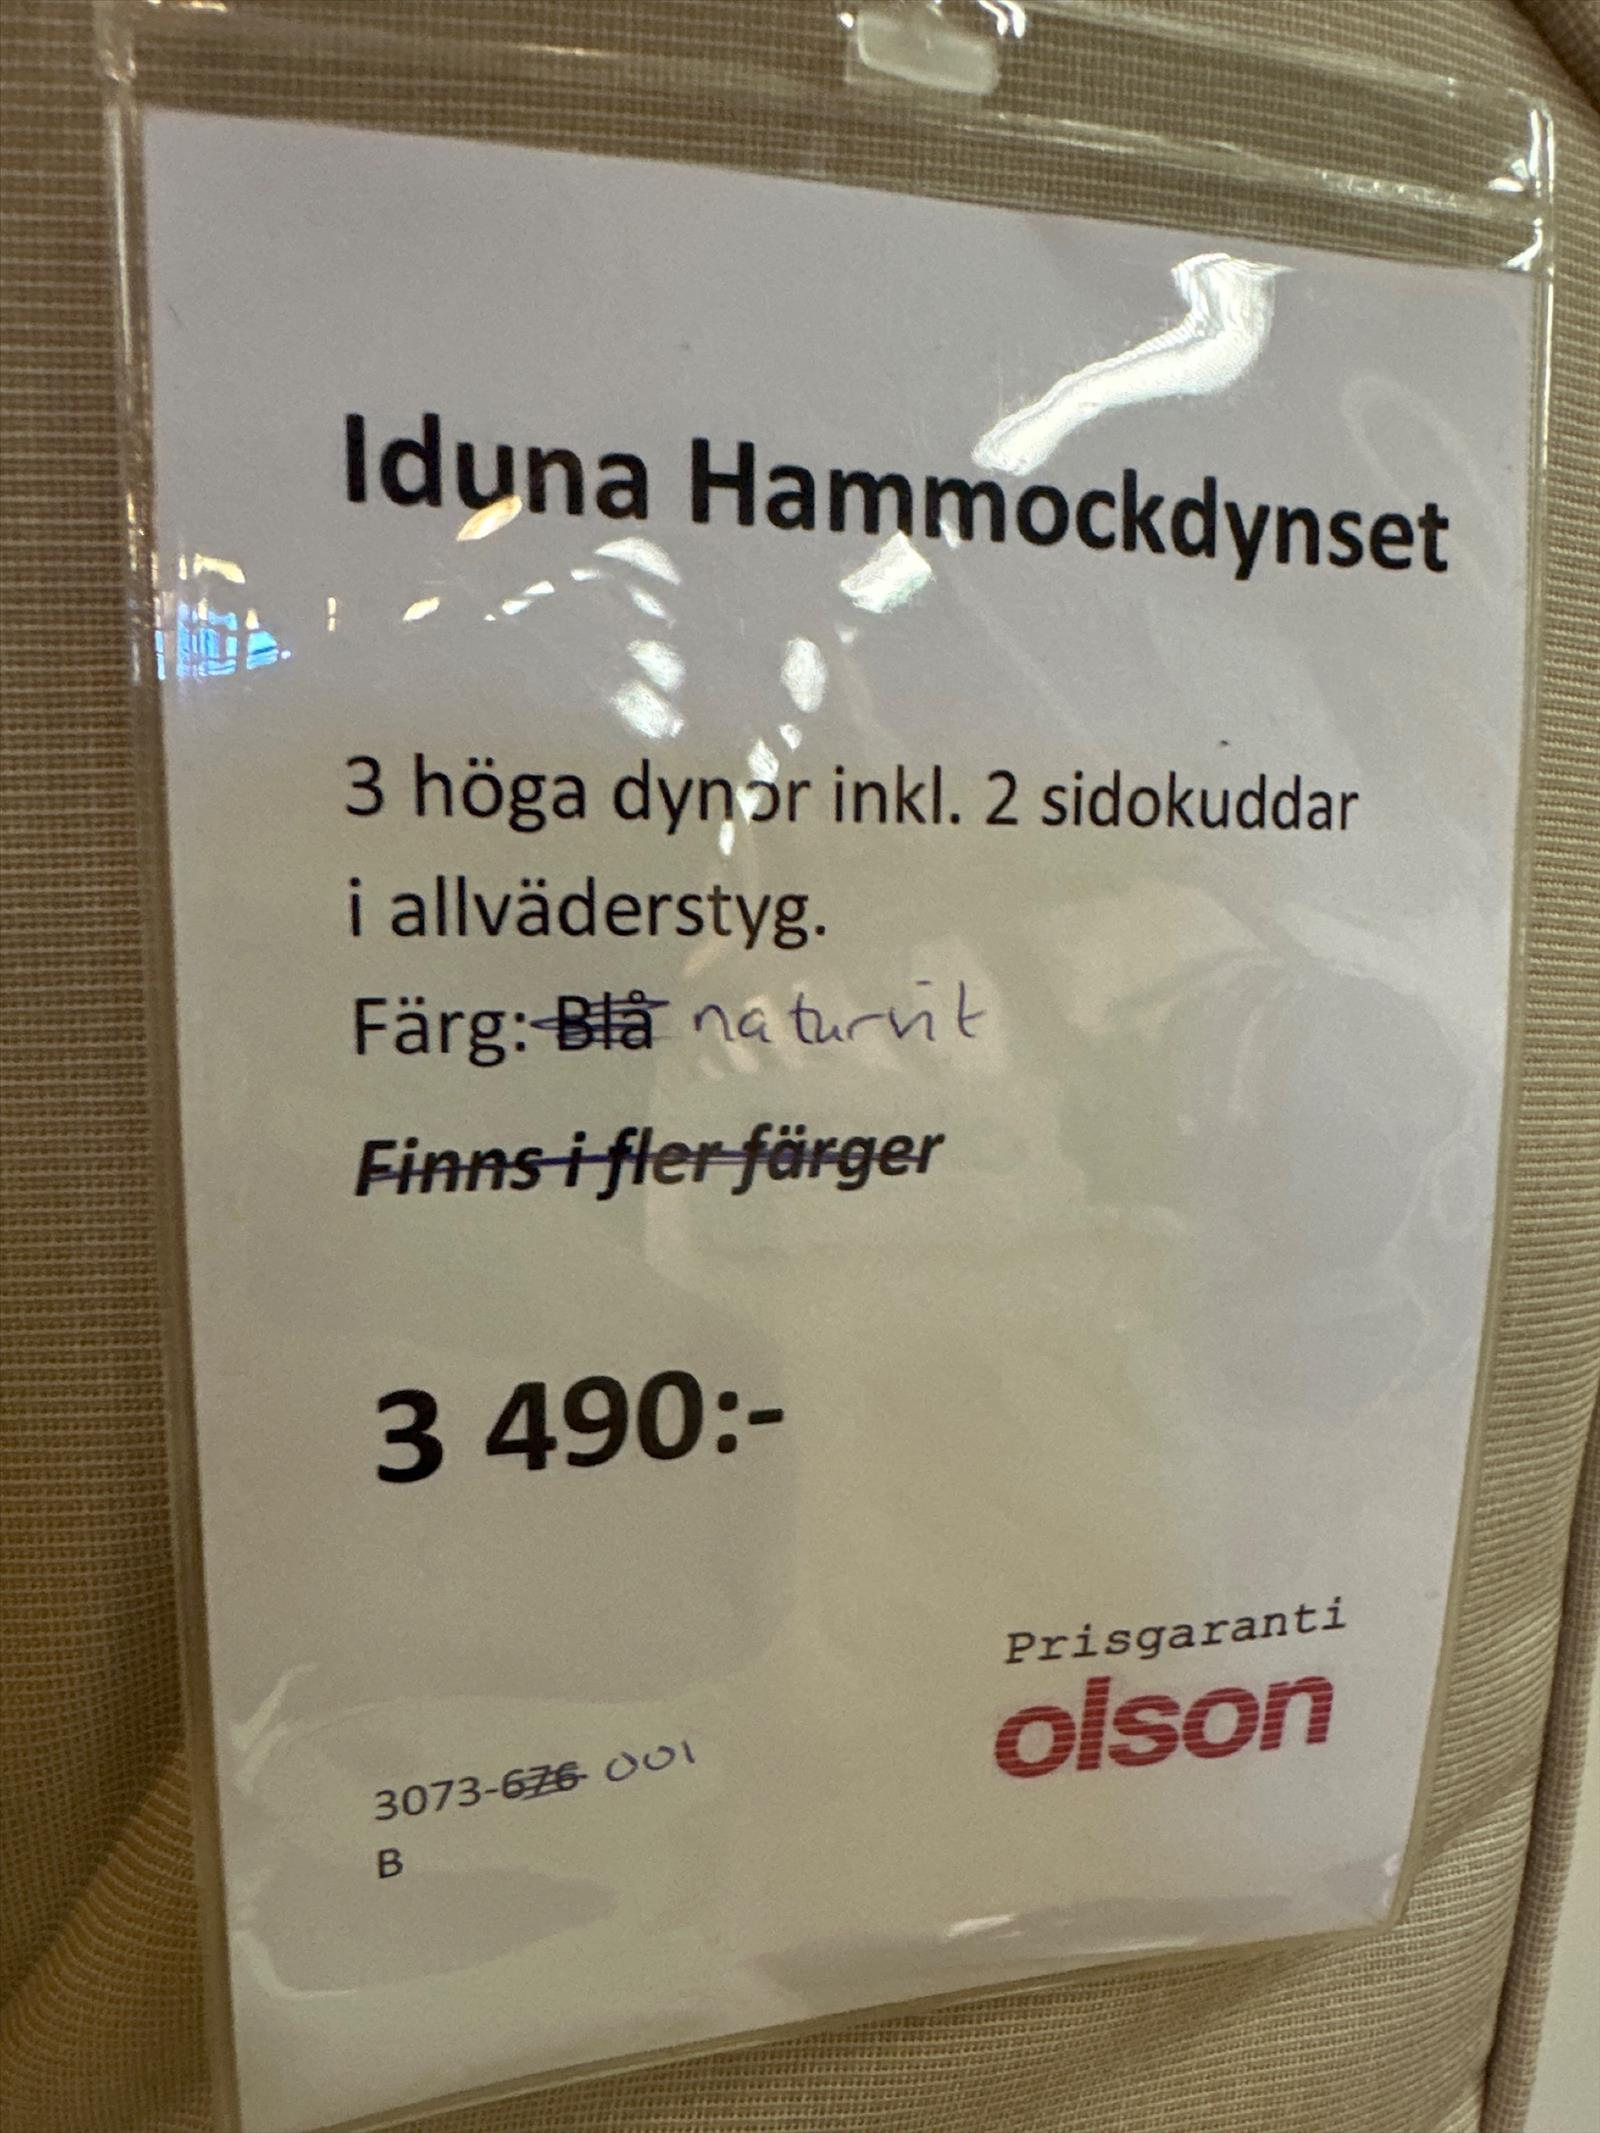 Iduna Hammockdynset
3 höga dynor inkl. 2 sidokuddar
i allväderstyg.
Färg: Blå naturvit
Finns i fler färger
3 490:-
Prisgaranti
olson
3073-676 001
B